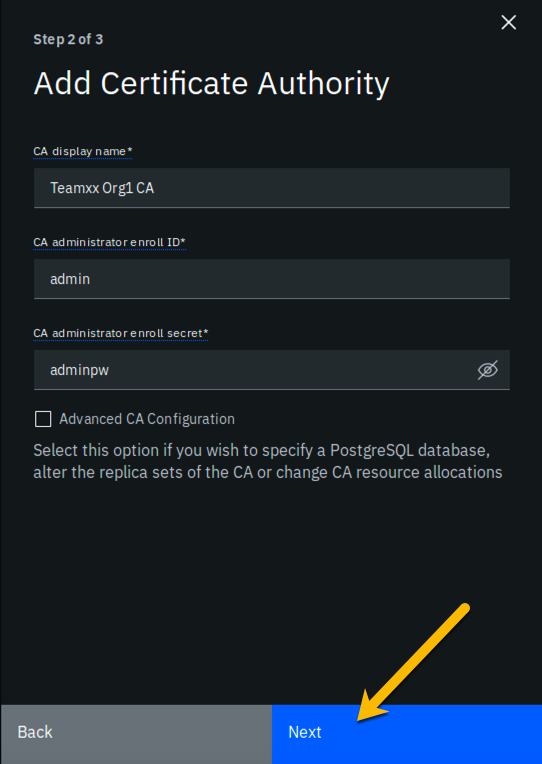 Step 2 of 3
Add Certificate Authority
CA display name*
Teamxx Org1 CA
CA administrator enroll ID*
admin
CA administrator enroll secret*
adminpw
Advanced CA Configuration
Select this option if you wish to specify a PostgreSQL database,
alter the replica sets of the CA or change CA resource allocations
Back
Next